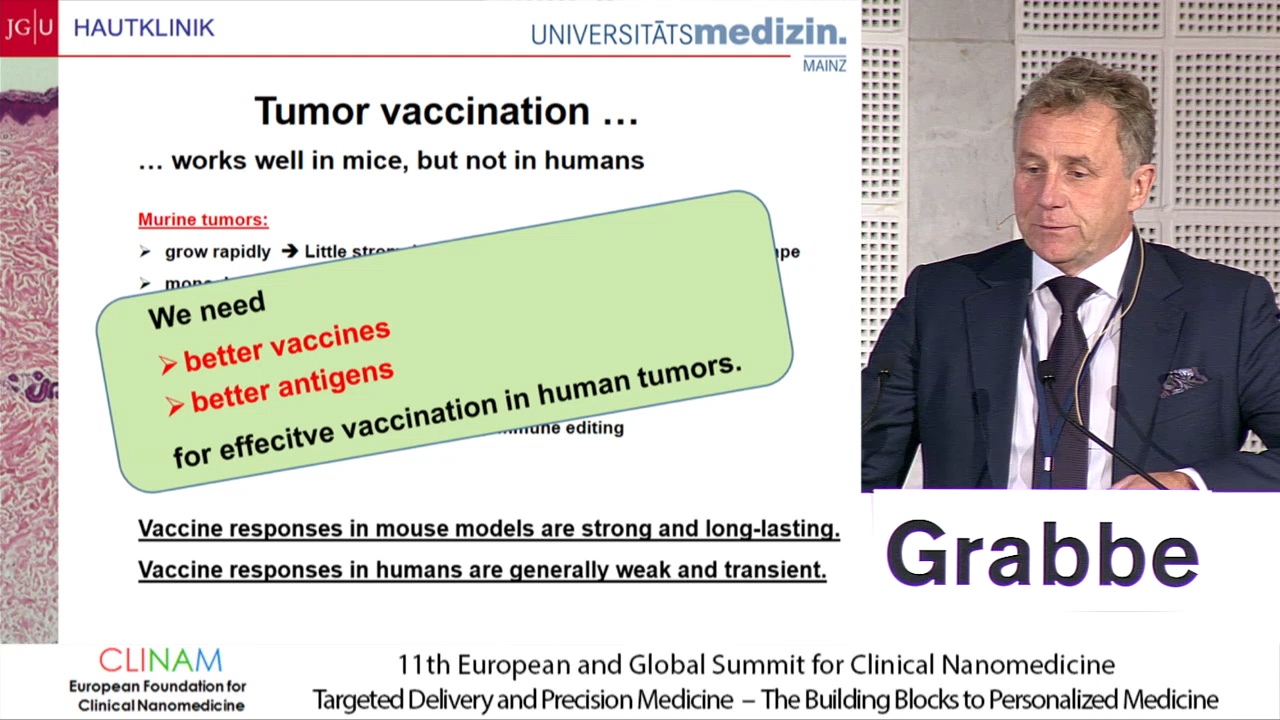 JG|U HAUTKLINIK
UNIVERSITĀTSmedizin.
MAINZ
Tumor vaccination …
… works well in mice, but not in humans
Murine tumors:
grow rapidly → Little
We need
better vaccines
better antigens
for effecitve vaccination in human tumors.
editing
Vaccine responses in mouse models are strong and long-lasting.
Vaccine responses in humans are generally weak and transient.
Grabbe
CLINAM
European Foundation for
Clinical Nanomedicine
11th European and Global Summit for Clinical Nanomedicine
Targeted Delivery and Precision Medicine – The Building Blocks to Personalized Medicine